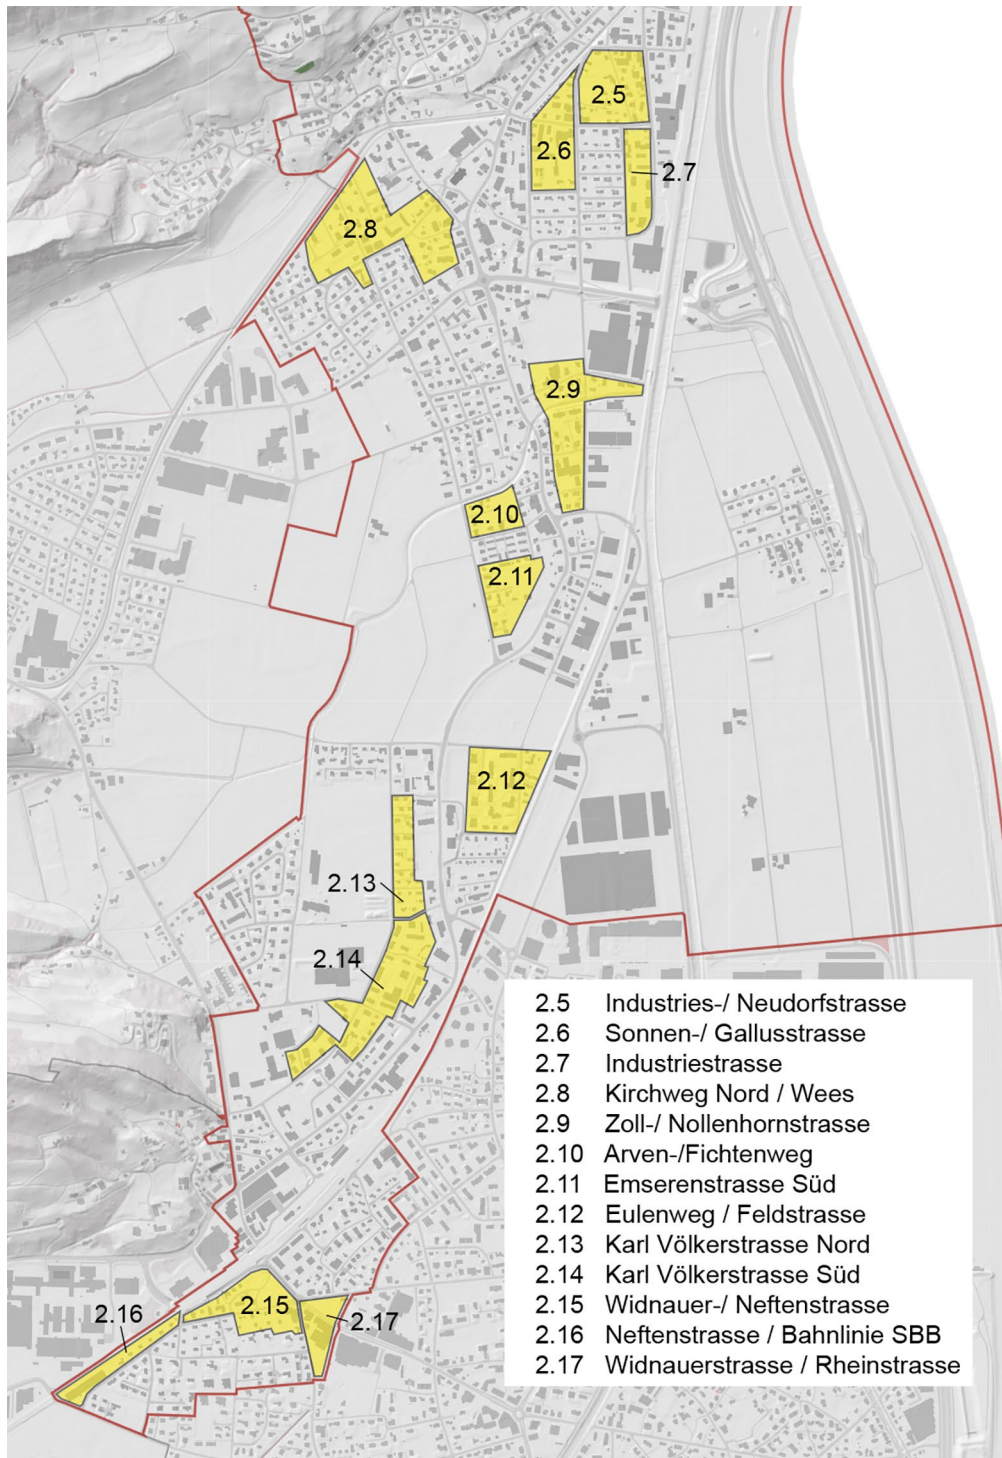 2.5
2.6
2.7
2.8
2.9
2.10
2.11
2.12
2.13
2.14
2.15
2.16
2.17
2.5 Industries-/ Neudorfstrasse
2.6 Sonnen-/ Gallusstrasse
2.7 Industriestrasse
2.8 Kirchweg Nord / Wees
2.9 Zoll-/ Nollenhornstrasse
2.10 Arven-/Fichtenweg
2.11 Emserenstrasse Süd
2.12 Eulenweg / Feldstrasse
2.13 Karl Völkerstrasse Nord
2.14 Karl Völkerstrasse Süd
2.15 Widnauer-/ Neftenstrasse
2.16 Neftenstrasse / Bahnlinie SBB
2.17 Widnauerstrasse / Rheinstrasse